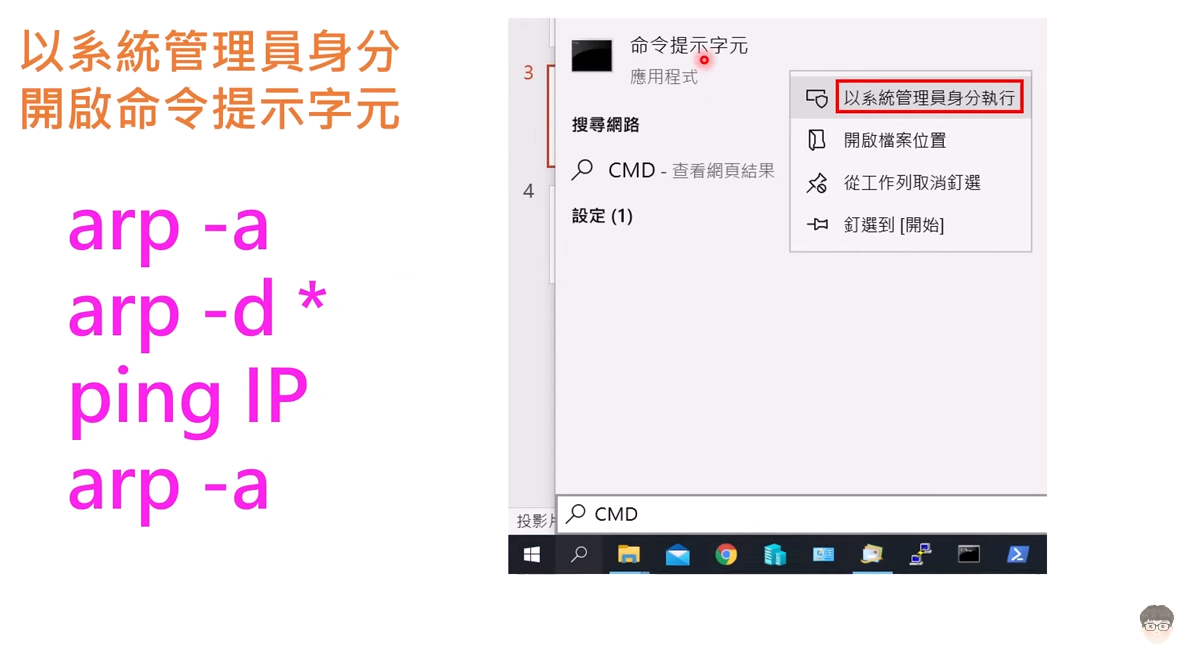 以系統管理員身分
開啟命令提示字元
arp -a
arp -d *
ping IP
arp -a
3
4
命令提示字元
應用程式
搜尋網路
CMD - 查看網頁結果
設定 (1)
以系統管理員身分執行
開啟檔案位置
從工作列取消釘選
釘選到 [開始]
投影片
CMD